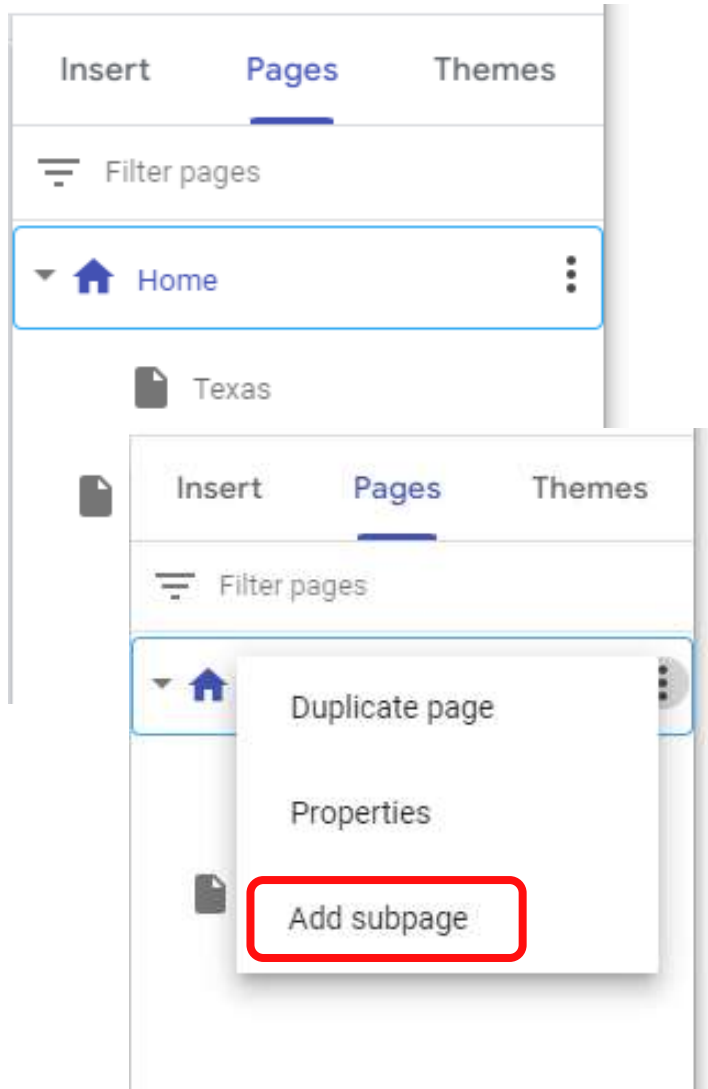 Insert Pages Themes
Filter pages
Home
Texas
Insert Pages Themes
Filter pages
Duplicate page
Properties
Add subpage